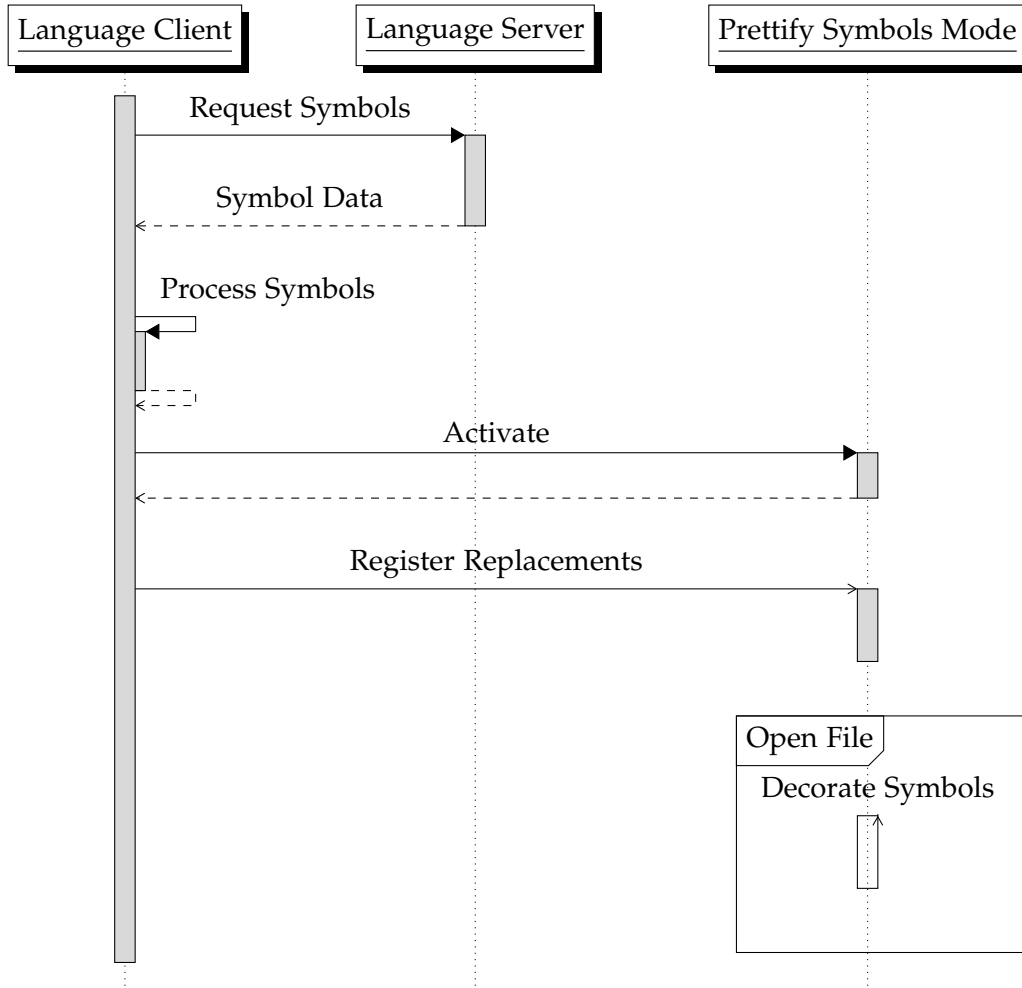 Language Client
Language Server
Prettify Symbols Mode
Request Symbols
Symbol Data
Process Symbols
Activate
Register Replacements
Open File
Decorate Symbols